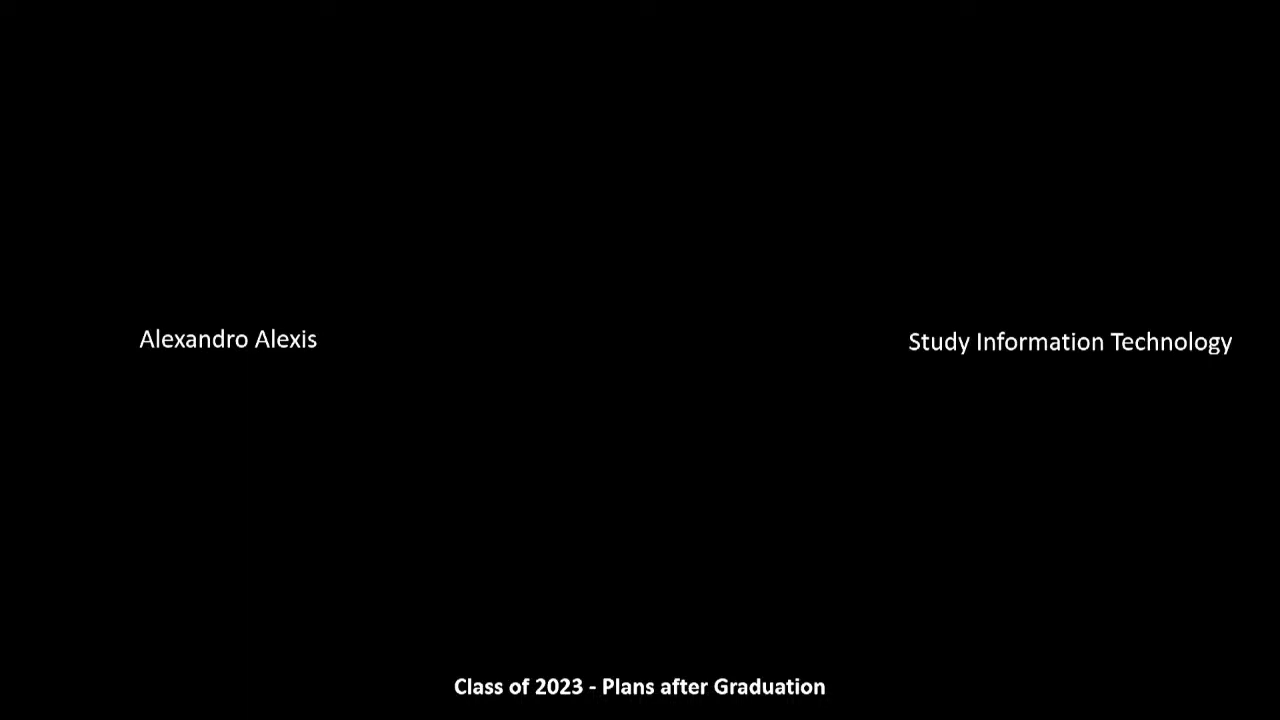 Alexandro Alexis
Study Information Technology
Class of 2023 - Plans after Graduation